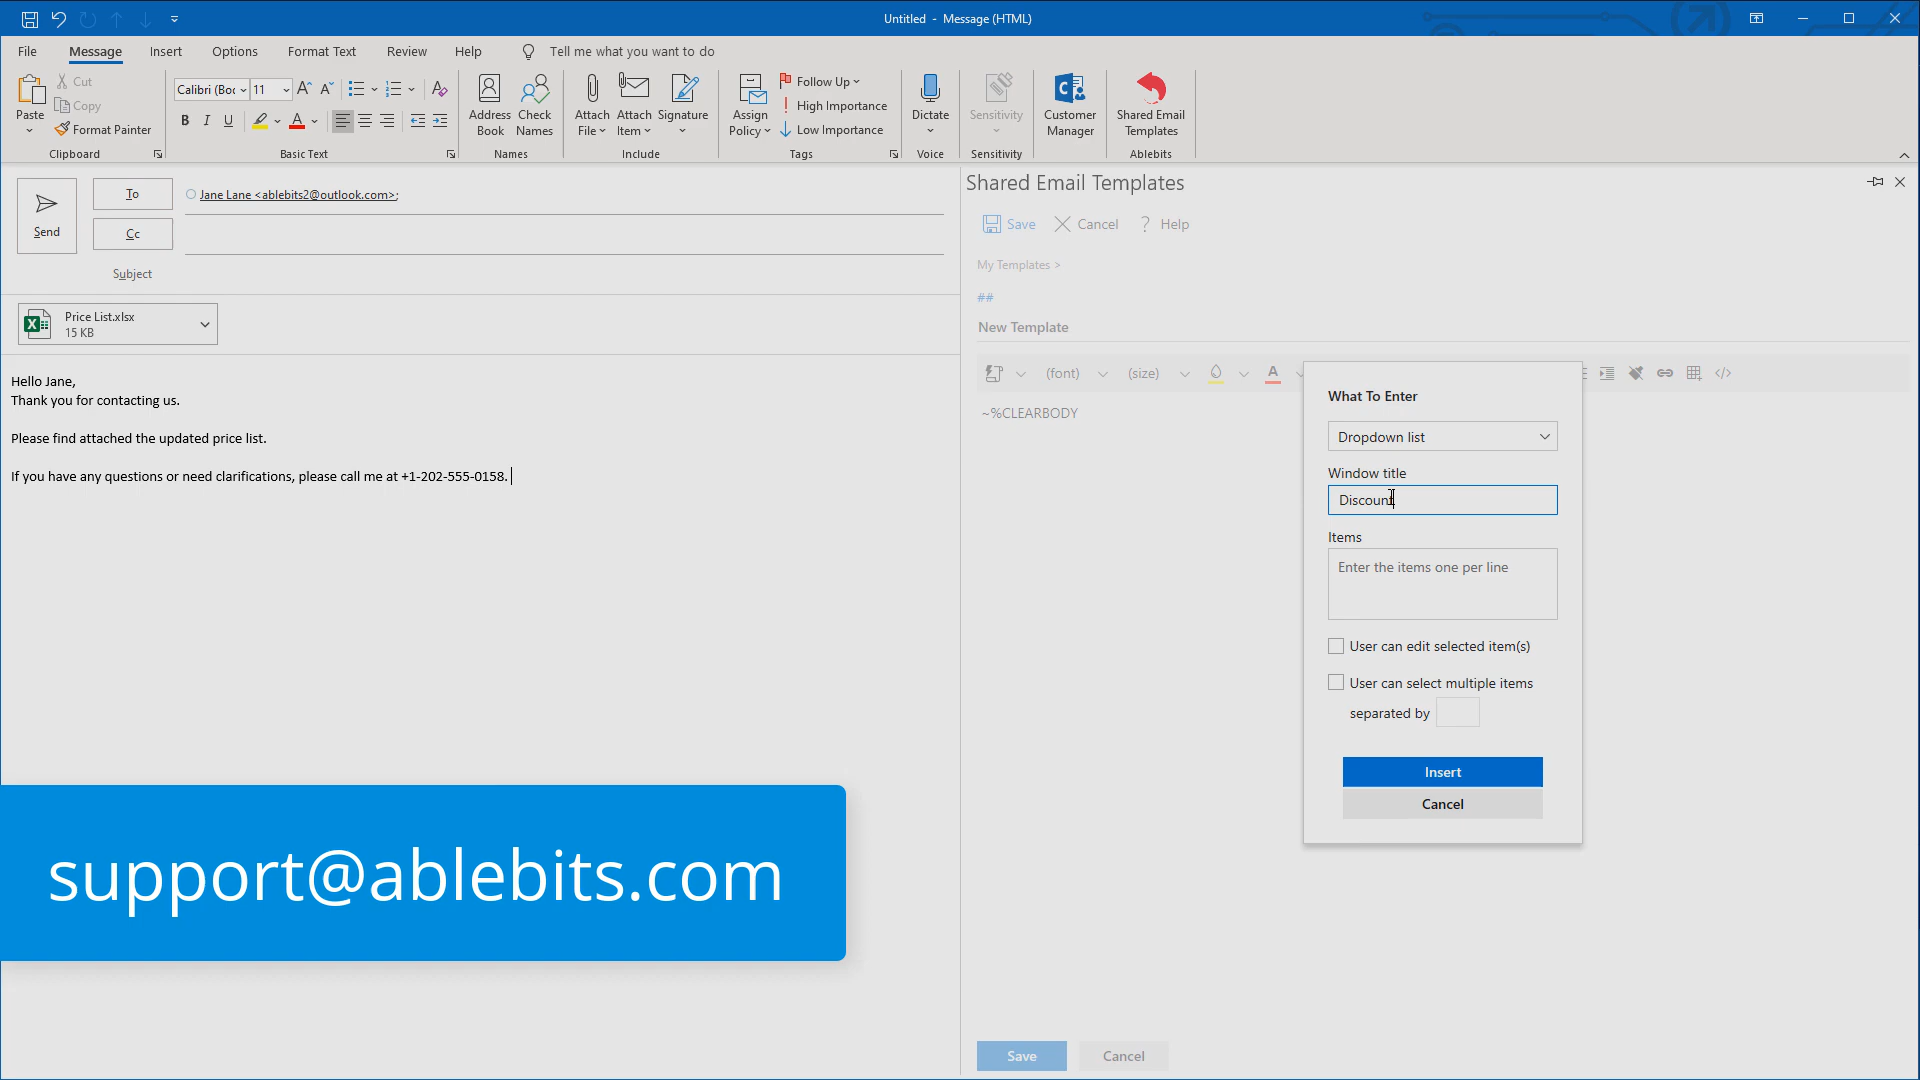 Untitled - Message (HTML)
File Message Insert Options Format Text Review Help Tell me what you want to do
Paste
Cut
Copy
Format Painter
Clipboard
Calibri (Boc 11
B I U
Basic Text
Address Book
Check Names
Names
Attach File
Attach Item
Signature
Include
Assign Policy
Follow Up
High Importance
Low Importance
Tags
Dictate
Voice
Sensitivity
Sensitivity
Customer Manager
Shared Email Templates
Ablebits
Send
To
Jane Lane <ablebits2@outlook.com>;
Cc
Subject
Price List.xlsx
15 KB
Hello Jane,
Thank you for contacting us.
Please find attached the updated price list.
If you have any questions or need clarifications, please call me at +1-202-555-0158.
support@ablebits.com
Shared Email Templates
Save Cancel ? Help
My Templates >
##
New Template
(font) (size) A </>
~%CLEARBODY
What To Enter
Dropdown list
Window title
Discount
Items
Enter the items one per line
User can edit selected item(s)
User can select multiple items
separated by
Insert
Cancel
Save Cancel